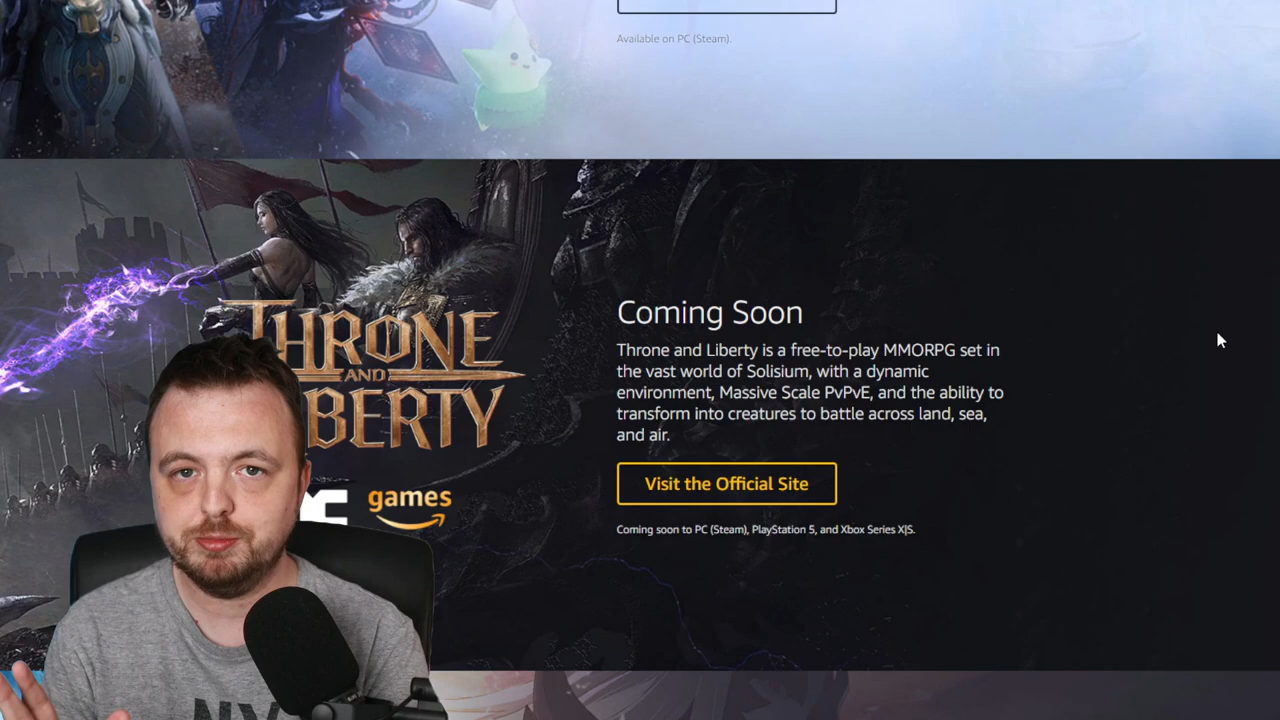 Available on PC (Steam).
THRONE
AND
LIBERTY
games
Coming Soon
Throne and Liberty is a free-to-play MMORPG set in
the vast world of Solisium, with a dynamic
environment, Massive Scale PvPvE, and the ability to
transform into creatures to battle across land, sea,
and air.
Visit the Official Site
Coming soon to PC (Steam), PlayStation 5, and Xbox Series X|S.
NY